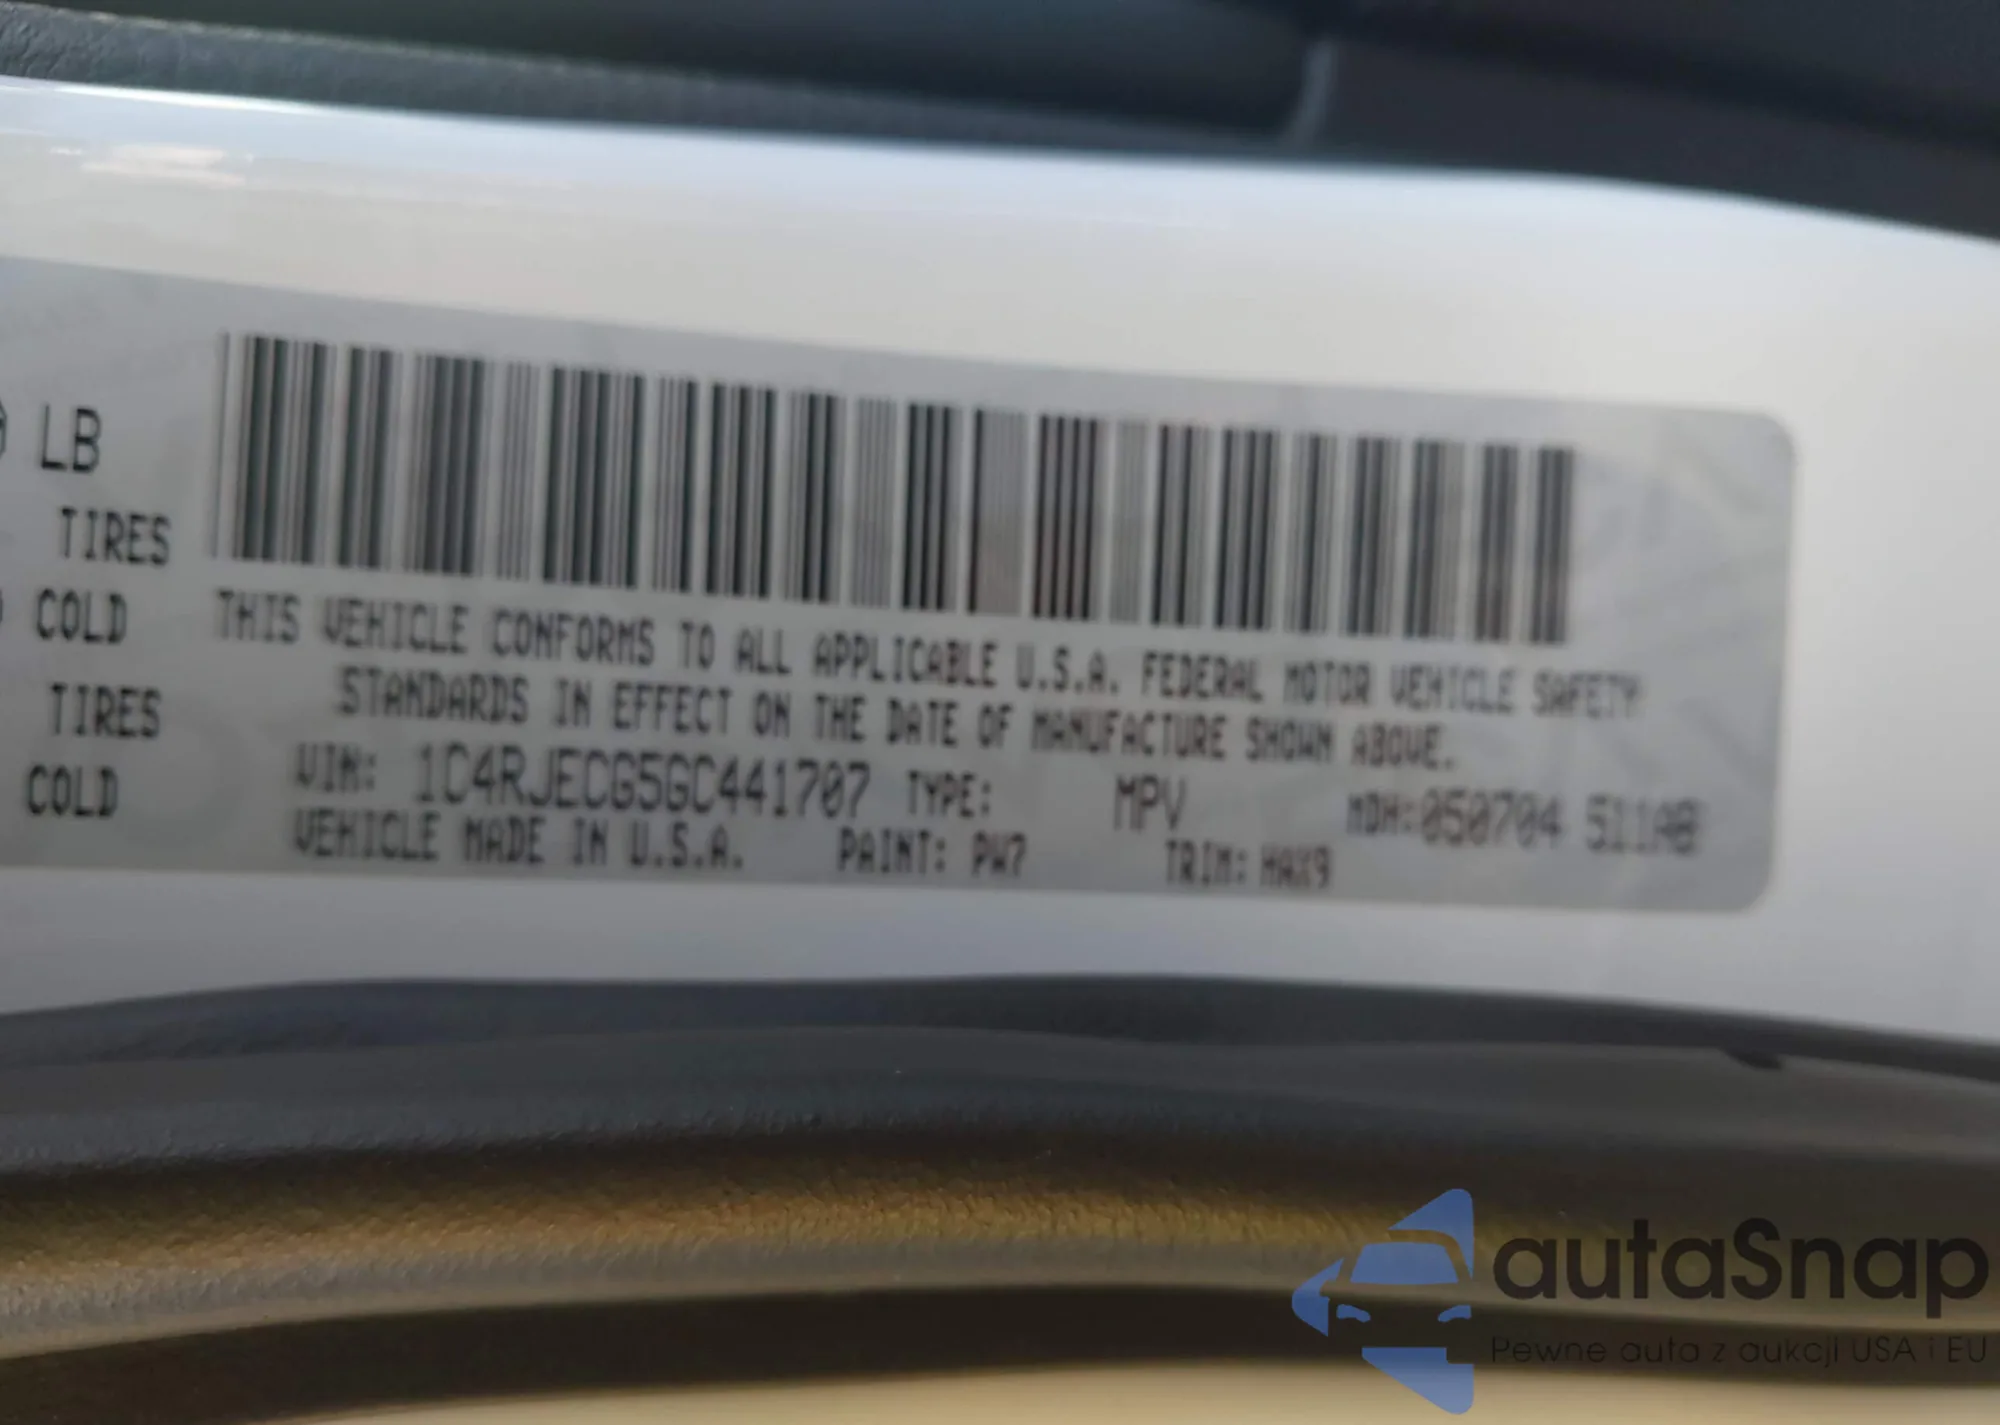 LB
TIRES
COLD
TIRES
COLD
THIS VEHICLE CONFORMS TO ALL APPLICABLE U.S.A. FEDERAL MOTOR VEHICLE SAFETY
STANDARDS IN EFFECT ON THE DATE OF MANUFACTURE SHOWN ABOVE.
VIN: 1C4RJECG5GC441707 TYPE: MPV MDH:050704 511AB
VEHICLE MADE IN U.S.A. PAINT: PW7 TRIM: HAX9
autaSnap
Pewne auta z aukcji USA i EU